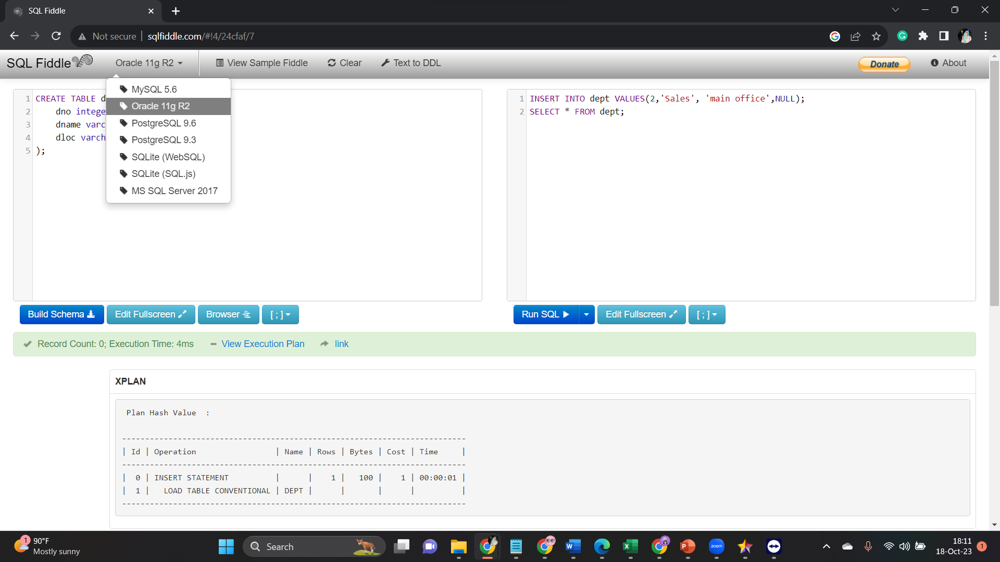 SQL Fiddle
Not secure | sqlfiddle.com/#!4/24cfaf/7
SQL Fiddle
Oracle 11g R2
View Sample Fiddle
Clear
Text to DDL
Donate
About
MySQL 5.6
Oracle 11g R2
PostgreSQL 9.6
PostgreSQL 9.3
SQLite (WebSQL)
SQLite (SQL.js)
MS SQL Server 2017
1 CREATE TABLE d
2 dno intege
3 dname varc
4 dloc varch
5 );
1 INSERT INTO dept VALUES(2,'Sales', 'main office',NULL);
2 SELECT * FROM dept;
Build Schema
Edit Fullscreen
Browser
[ ; ]
Run SQL
Edit Fullscreen
[ ; ]
Record Count: 0; Execution Time: 4ms
View Execution Plan
link
XPLAN
Plan Hash Value  :
--------------------------------------------------------------------------
| Id | Operation                 | Name | Rows | Bytes | Cost | Time     |
--------------------------------------------------------------------------
|  0 | INSERT STATEMENT          |      |    1 |   100 |    1 | 00:00:01 |
|  1 |   LOAD TABLE CONVENTIONAL | DEPT |      |       |      |          |
--------------------------------------------------------------------------
1
90°F
Mostly sunny
Search
zoom
18:11
18-Oct-23
1